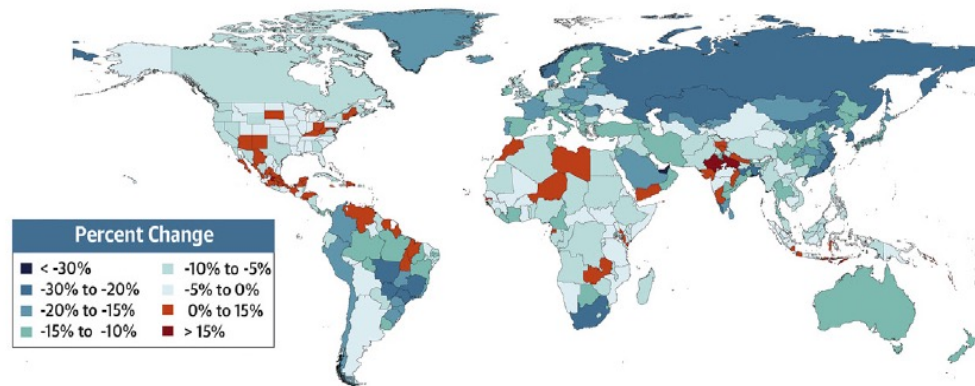 Percent Change
< -30%
-10% to -5%
-30% to -20%
-5% to 0%
-20% to -15%
0% to 15%
-15% to -10%
> 15%